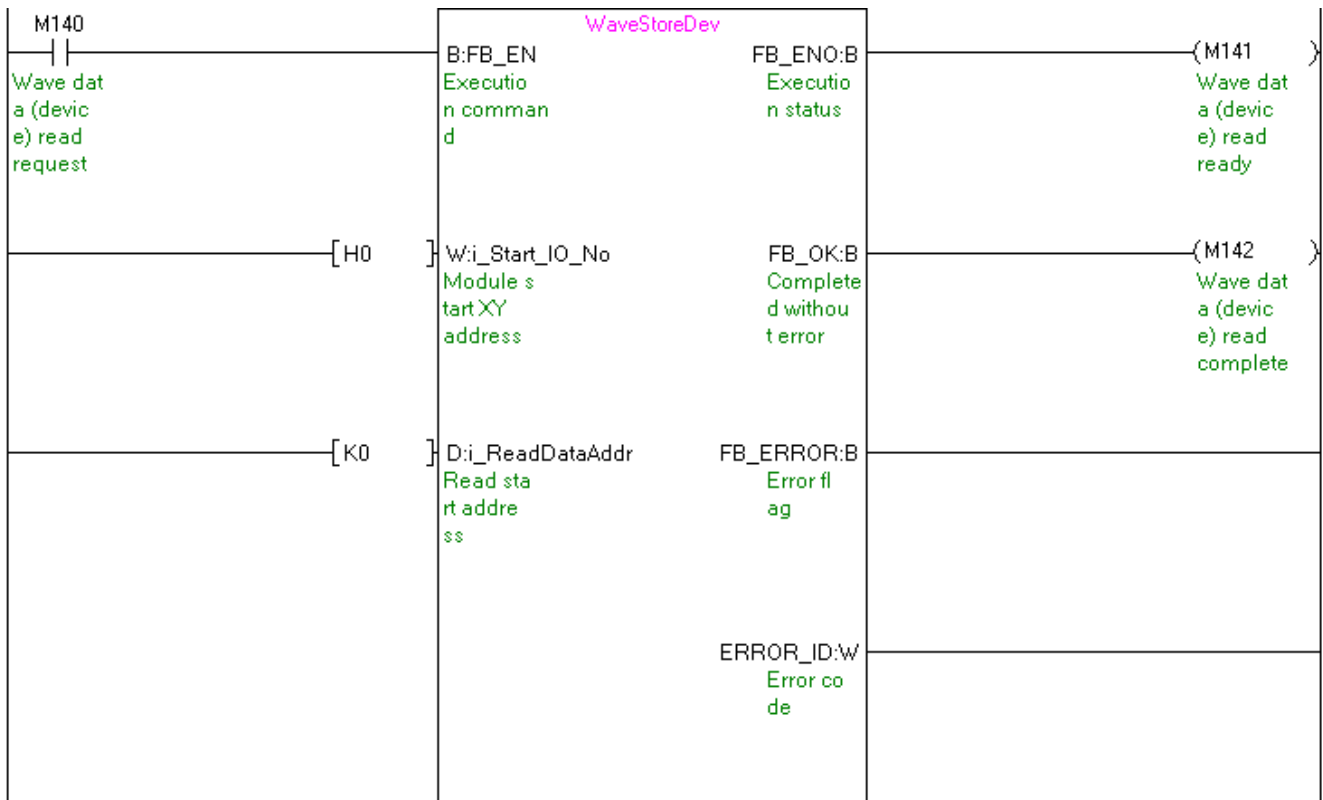 M140
WaveStoreDev
B:FB_EN
FB_ENO:B
M141
Wave dat
a (devic
e) read
request
Executio
n comman
d
Executio
n status
Wave dat
a (devic
e) read
ready
H0
W:i_Start_IO_No
FB_OK:B
M142
Module s
tart XY
address
Complete
d withou
t error
Wave dat
a (devic
e) read
complete
K0
D:i_ReadDataAddr
FB_ERROR:B
Read sta
rt addre
ss
Error fl
ag
ERROR_ID:W
Error co
de